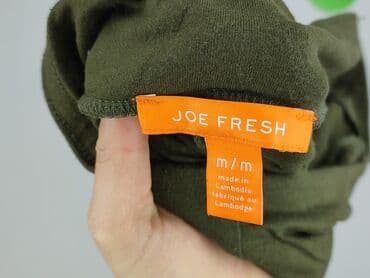 JOE FRESH
m/m
made in
Cambodia
fabriqué au
Cambodge